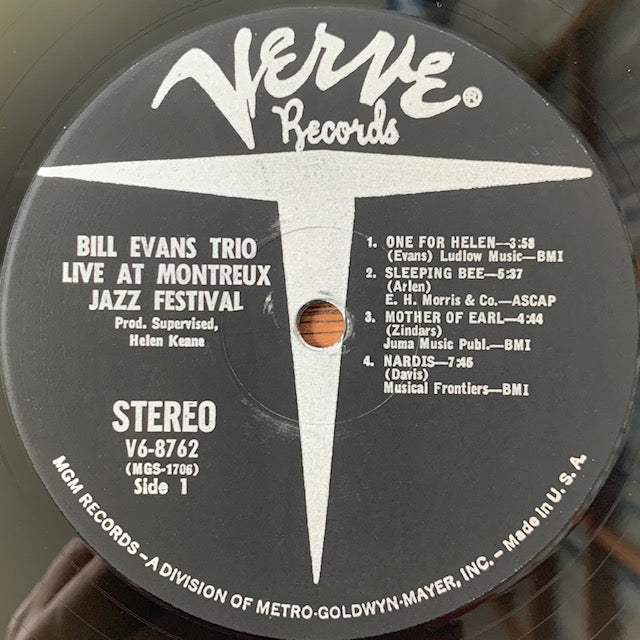 VERVE®
Records
BILL EVANS TRIO
LIVE AT MONTREUX
JAZZ FESTIVAL
Prod. Supervised,
Helen Keane
STEREO
V6-8762
(MGS-1706)
Side 1
1. ONE FOR HELEN—3:58
(Evans) Ludlow Music—BMI
2. SLEEPING BEE—5:37
(Arlen)
E. H. Morris & Co.—ASCAP
3. MOTHER OF EARL—4:44
(Zindars)
Juma Music Publ.—BMI
4. NARDIS—7:45
(Davis)
Musical Frontiers—BMI
MGM RECORDS – A DIVISION OF METRO-GOLDWYN-MAYER, INC. – Made in U.S.A.